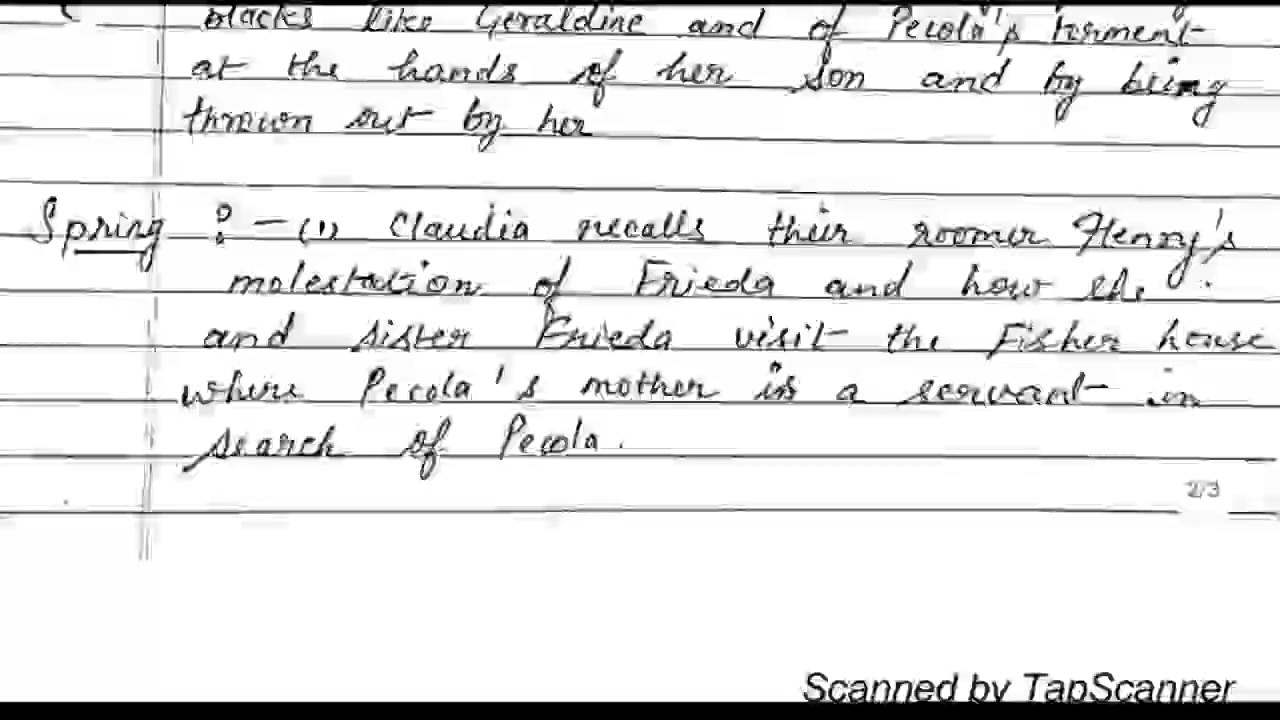 blacks like Geraldine and of Pecola's torment
at the hands of her son and by being
thrown out by her
Spring :- (1) Claudia recalls their roomer Henry's
molestation of Frieda and how she
and sister Frieda visit the Fisher house
where Pecola's mother is a servant in
search of Pecola.
2/3
Scanned by TapScanner